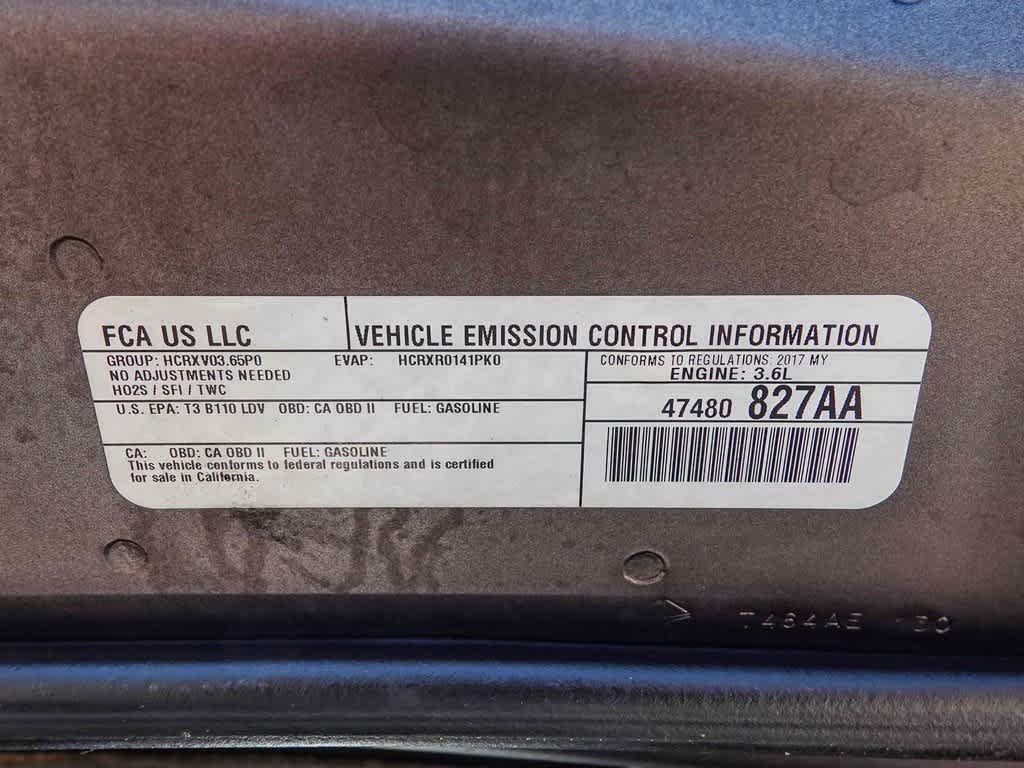 FCA US LLC
VEHICLE EMISSION CONTROL INFORMATION
GROUP: HCRXV03.65P0 EVAP: HCRXR0141PK0
NO ADJUSTMENTS NEEDED
HO2S / SFI / TWC
U.S. EPA: T3 B110 LDV OBD: CA OBD II FUEL: GASOLINE
CA: OBD: CA OBD II FUEL: GASOLINE
This vehicle conforms to federal regulations and is certified
for sale in California.
CONFORMS TO REGULATIONS: 2017 MY
ENGINE: 3.6L
47480 827AA